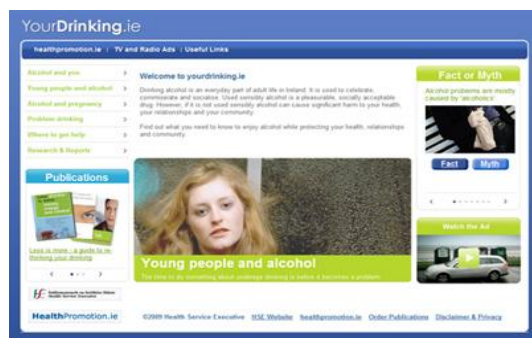 YourDrinking.ie
healthpromotion.ie | TV and Radio Ads | Useful Links
Alcohol and you
Young people and alcohol
Alcohol and pregnancy
Problem drinking
Where to get help
Research & Reports
Publications
Less is more - a guide to re-
thinking your drinking
Health Service Executive
HealthPromotion.ie
Welcome to yourdrinking.ie
Drinking alcohol is an everyday part of adult life in Ireland. It is used to celebrate,
commiserate and socialise. Used sensibly alcohol is a pleasurable, socially acceptable
drug. However, if it is not used sensibly alcohol can cause significant harm to your health,
your relationships and your community.
Find out what you need to know to enjoy alcohol while protecting your health, relationships
and community.
Young people and alcohol
The time to do something about underage drinking is before it becomes a problem.
Fact or Myth
Alcohol problems are mostly
caused by 'alcoholics'
Fact Myth
Watch the Ad
©2009 Health Service Executive HSE Website healthpromotion.ie Order Publications Disclaimer & Privacy